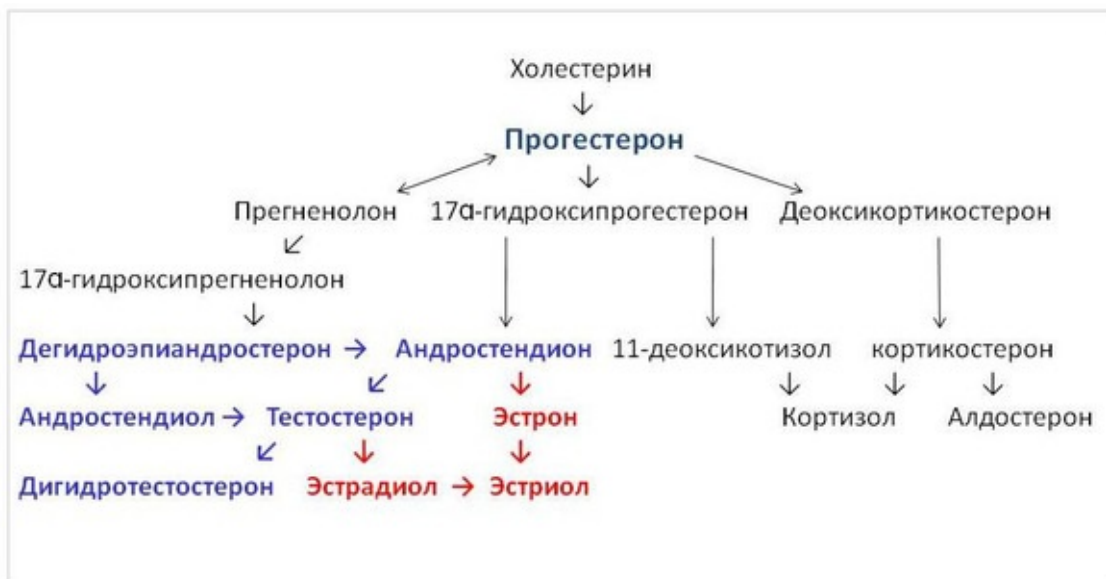 Холестерин
↓
Прогестерон
↓
Прегненолон 17α-гидроксипрогестерон Деоксикортикостерон
↙
17α-гидроксипрегненолон
↓
Дегидроэпиандростерон → Андростендион 11-деоксикотизол кортикостерон
↓ ↙ ↓ ↓ ↓ ↓
Андростендиол → Тестостерон Эстрон Кортизол Алдостерон
↙ ↓ ↓
Дигидротестостерон Эстрадиол → Эстриол